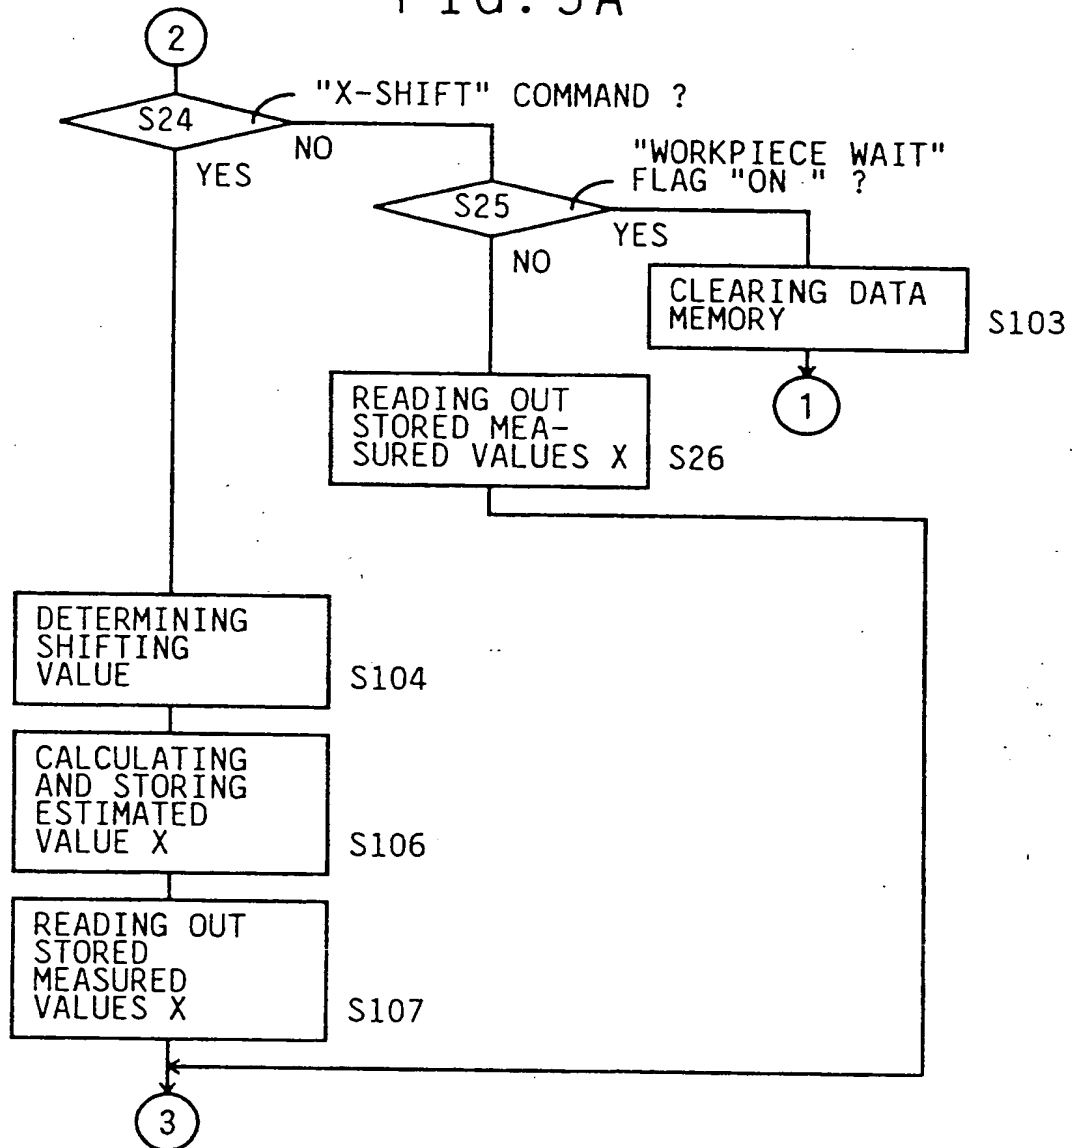 FIG. 5A
2
"X-SHIFT" COMMAND ?
S24
NO
YES
"WORKPIECE WAIT"
FLAG "ON " ?
S25
YES
NO
CLEARING DATA
MEMORY
S103
1
READING OUT
STORED MEA-
SURED VALUES X
S26
DETERMINING
SHIFTING
VALUE
S104
CALCULATING
AND STORING
ESTIMATED
VALUE X
S106
READING OUT
STORED
MEASURED
VALUES X
S107
3